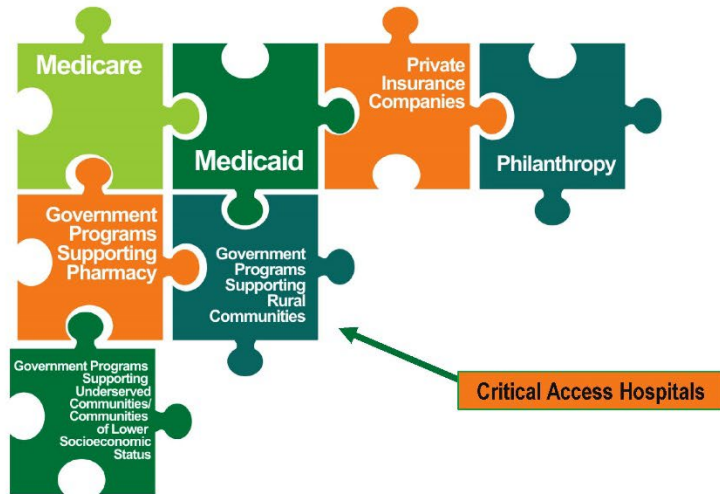 Medicare
Medicaid
Private
Insurance
Companies
Philanthropy
Government
Programs
Supporting
Pharmacy
Government
Programs
Supporting
Rural
Communities
Critical Access Hospitals
Government Programs
Supporting
Underserved
Communities/
Communities
of Lower
Socioeconomic
Status